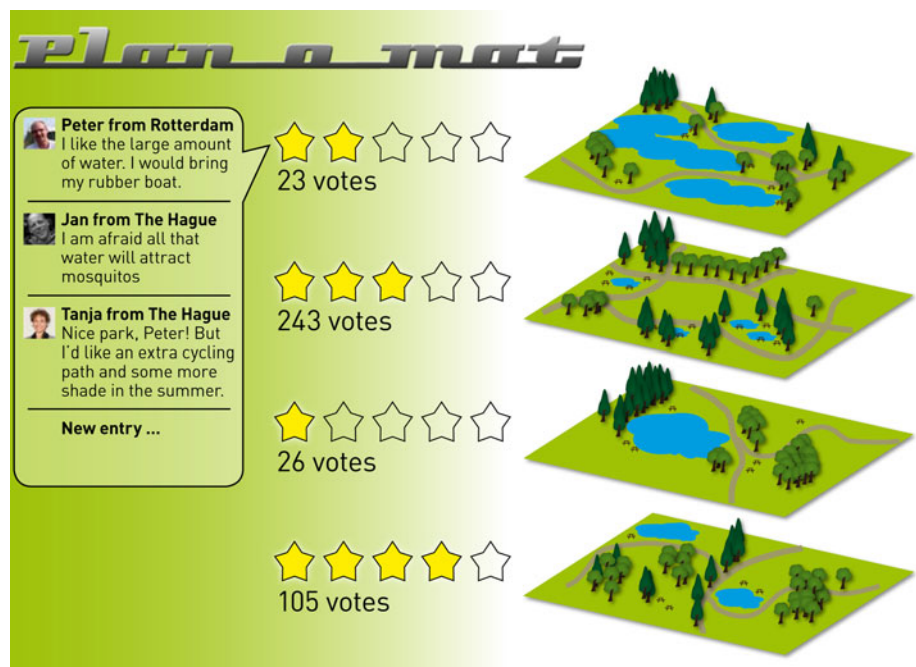 Plan o mat
Peter from Rotterdam
I like the large amount
of water. I would bring
my rubber boat.
Jan from The Hague
I am afraid all that
water will attract
mosquitos
Tanja from The Hague
Nice park, Peter! But
I'd like an extra cycling
path and some more
shade in the summer.
New entry ...
23 votes
243 votes
26 votes
105 votes